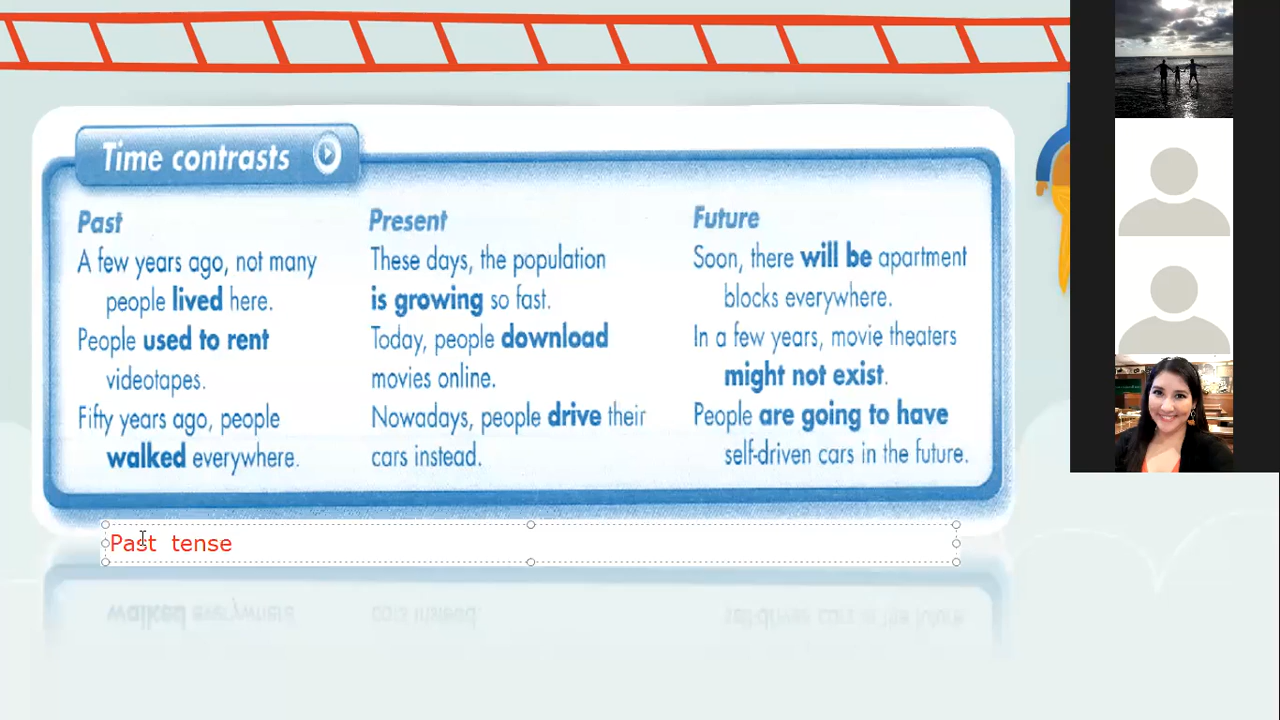 Time contrasts
Past
A few years ago, not many
people lived here.
People used to rent
videotapes.
Fifty years ago, people
walked everywhere.
Present
These days, the population
is growing so fast.
Today, people download
movies online.
Nowadays, people drive their
cars instead.
Future
Soon, there will be apartment
blocks everywhere.
In a few years, movie theaters
might not exist.
People are going to have
self-driven cars in the future.
Past tense